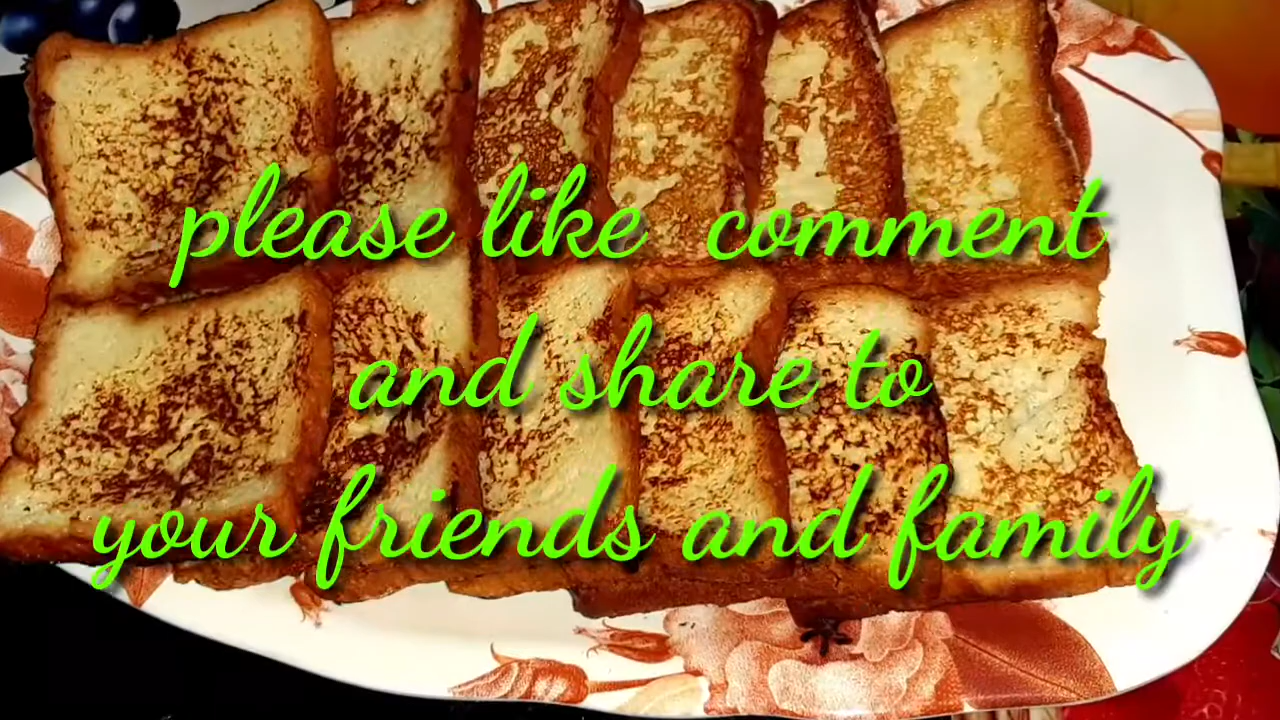 please like comment
and share to
your friends and family